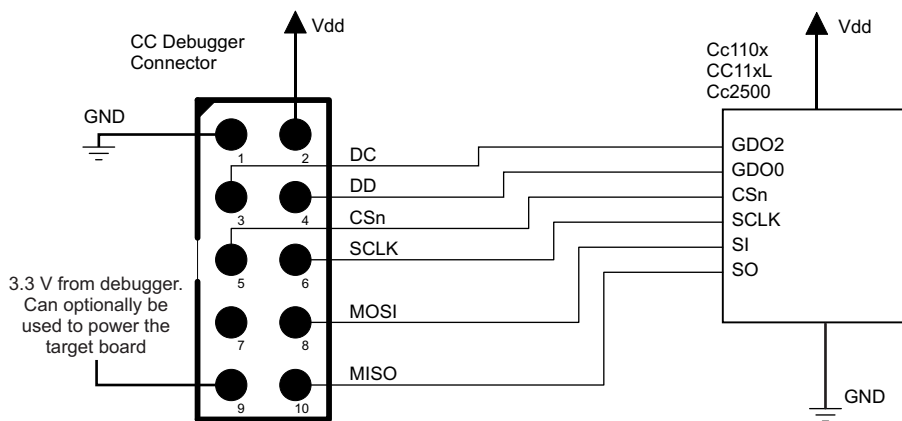 Vdd
CC Debugger
Connector
GND
1
2
3
4
5
6
7
8
9
10
DC
DD
CSn
SCLK
MOSI
MISO
3.3 V from debugger.
Can optionally be
used to power the
target board
Vdd
Cc110x
CC11xL
Cc2500
GDO2
GDO0
CSn
SCLK
SI
SO
GND